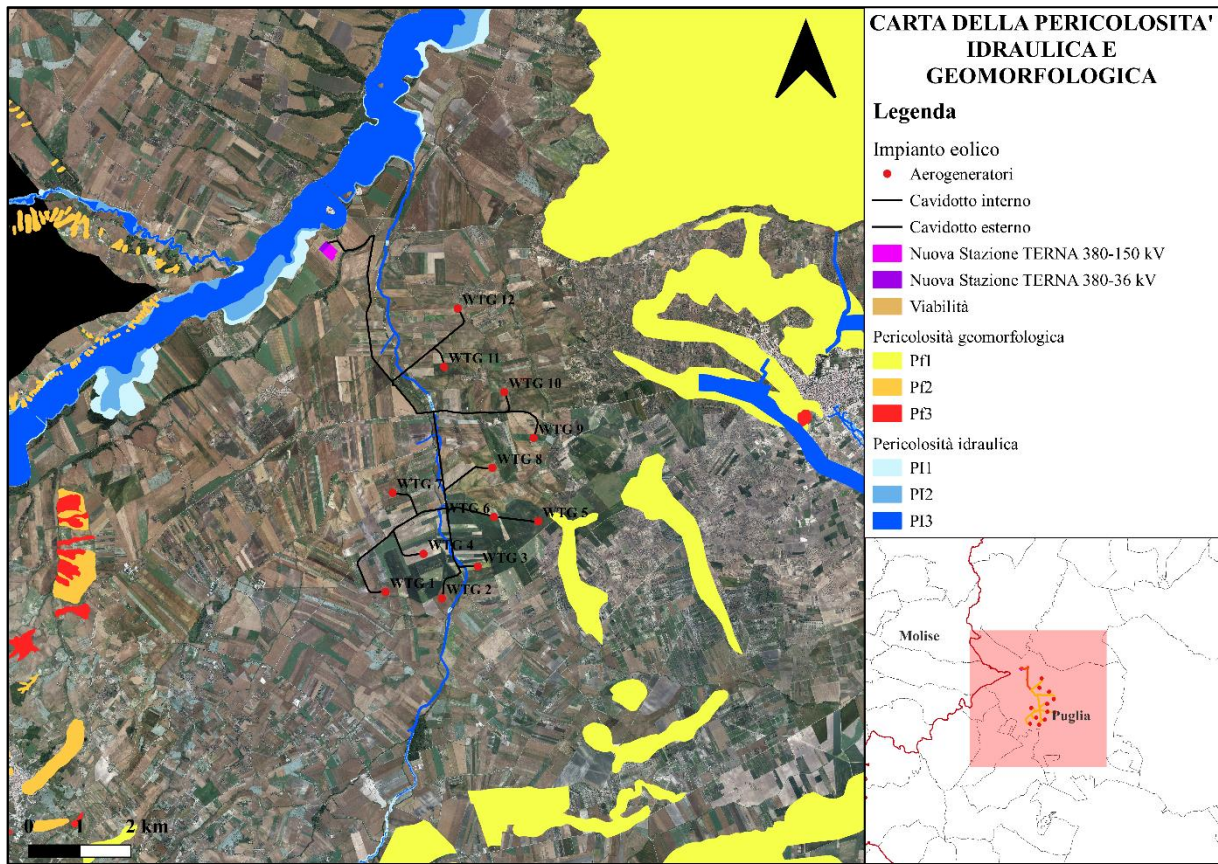 CARTA DELLA PERICOLOSITA'
IDRAULICA E
GEOMORFOLOGICA
Legenda
Impianto eolico
Aerogeneratori
Cavidotto interno
Cavidotto esterno
Nuova Stazione TERNA 380-150 kV
Nuova Stazione TERNA 380-36 kV
Viabilità
Pericolosità geomorfologica
Pf1
Pf2
Pf3
Pericolosità idraulica
PI1
PI2
PI3
WTG 12
WTG 11
WTG 10
WTG 9
WTG 8
WTG 7
WTG 6
WTG 5
WTG 4
WTG 3
WTG 1
WTG 2
0 1 2 km
Molise
Puglia